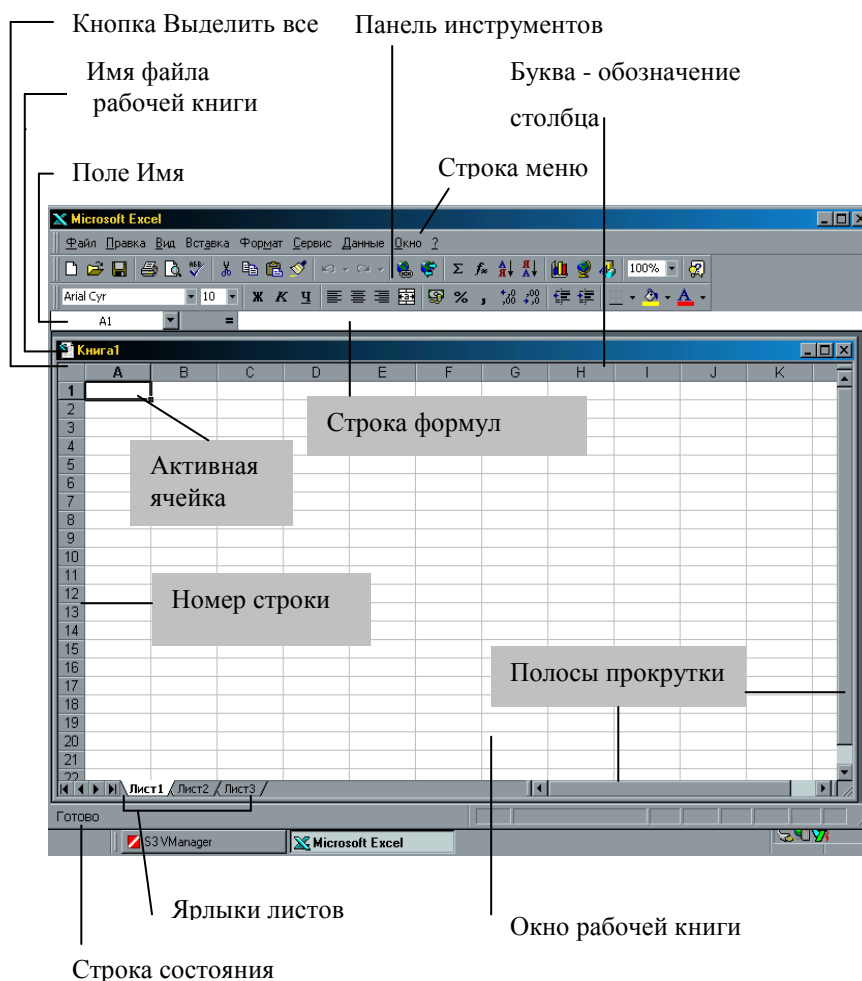 Кнопка Выделить все
Панель инструментов
Имя файла
рабочей книги
Буква - обозначение
столбца
Поле Имя
Строка меню
Microsoft Excel
Файл Правка Вид Вставка Формат Сервис Данные Окно ?
100%
Arial Cyr 10 Ж К Ч
A1 =
Книга1
A B C D E F G H I J K
1
2
3
4
5
6
7
8
9
10
11
12
13
14
15
16
17
18
19
20
21
22
Строка формул
Активная
ячейка
Номер строки
Полосы прокрутки
Лист1 Лист2 Лист3
Готово
S3 VManager
Microsoft Excel
Ярлыки листов
Окно рабочей книги
Строка состояния